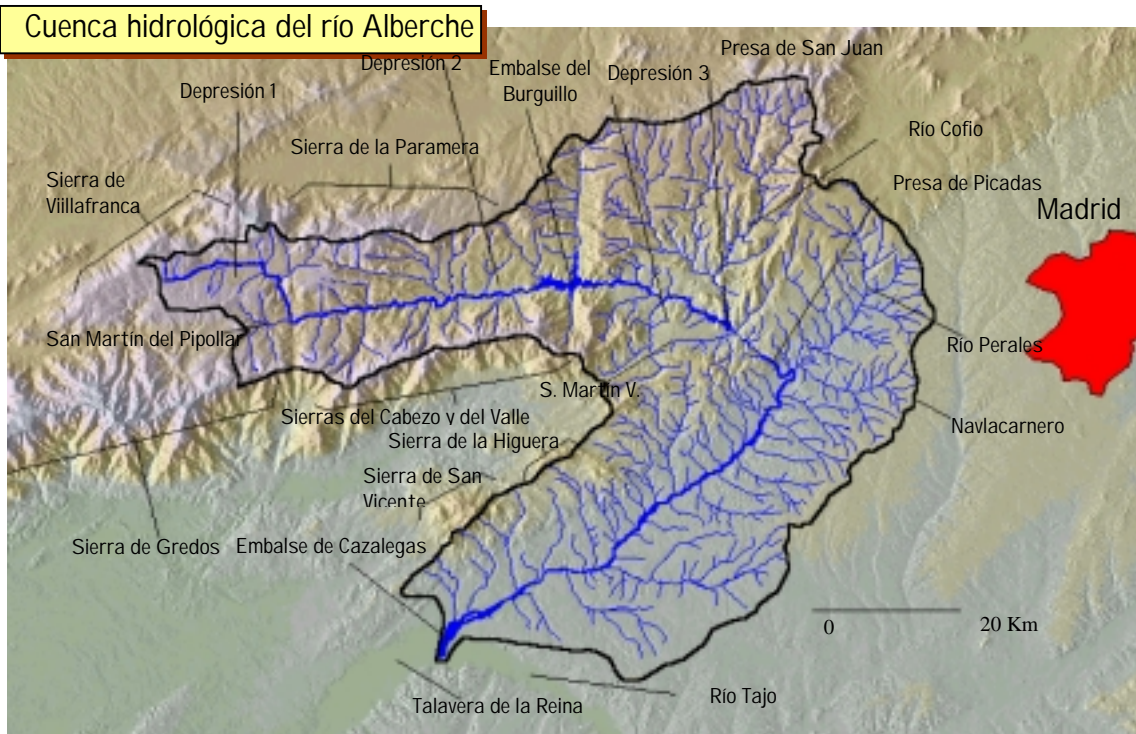 Cuenca hidrológica del río Alberche
Presa de San Juan
Depresión 2
Embalse del
Burguillo
Depresión 3
Depresión 1
Río Cofio
Sierra de la Paramera
Sierra de
Viillafranca
Presa de Picadas
Madrid
San Martín del Pipollar
Río Perales
S. Martín V.
Sierras del Cabezo y del Valle
Navlacarnero
Sierra de la Higuera
Sierra de San
Vicente
Sierra de Gredos
Embalse de Cazalegas
0
20 Km
Río Tajo
Talavera de la Reina